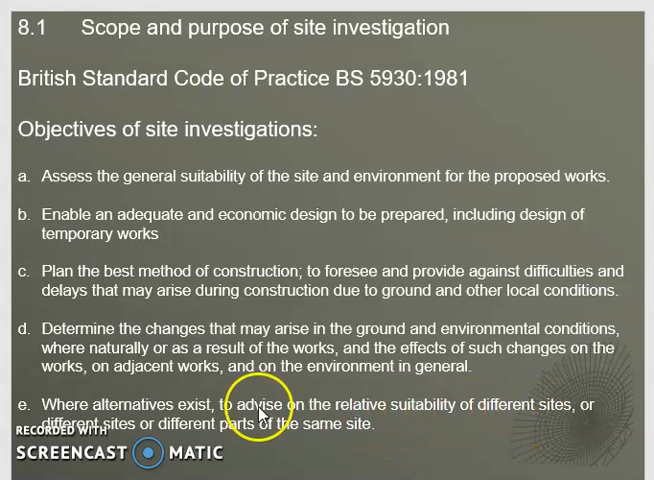 8.1 Scope and purpose of site investigation
British Standard Code of Practice BS 5930:1981
Objectives of site investigations:
a. Assess the general suitability of the site and environment for the proposed works.
b. Enable an adequate and economic design to be prepared, including design of
temporary works
c. Plan the best method of construction; to foresee and provide against difficulties and
delays that may arise during construction due to ground and other local conditions.
d. Determine the changes that may arise in the ground and environmental conditions,
where naturally or as a result of the works, and the effects of such changes on the
works, on adjacent works, and on the environment in general.
e. Where alternatives exist, to advise on the relative suitability of different sites, or
different sites or different parts of the same site.
RECORDED WITH
SCREENCAST MATIC